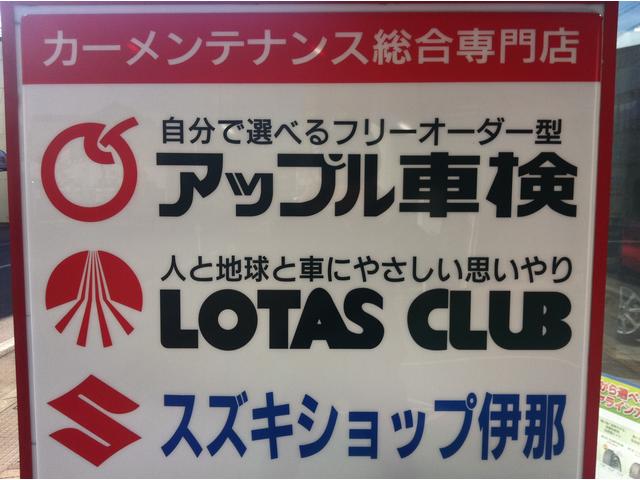 カーメンテナンス総合専門店
自分で選べるフリーオーダー型
アップル車検
人と地球と車にやさしい思いやり
LOTAS CLUB
スズキショップ伊那